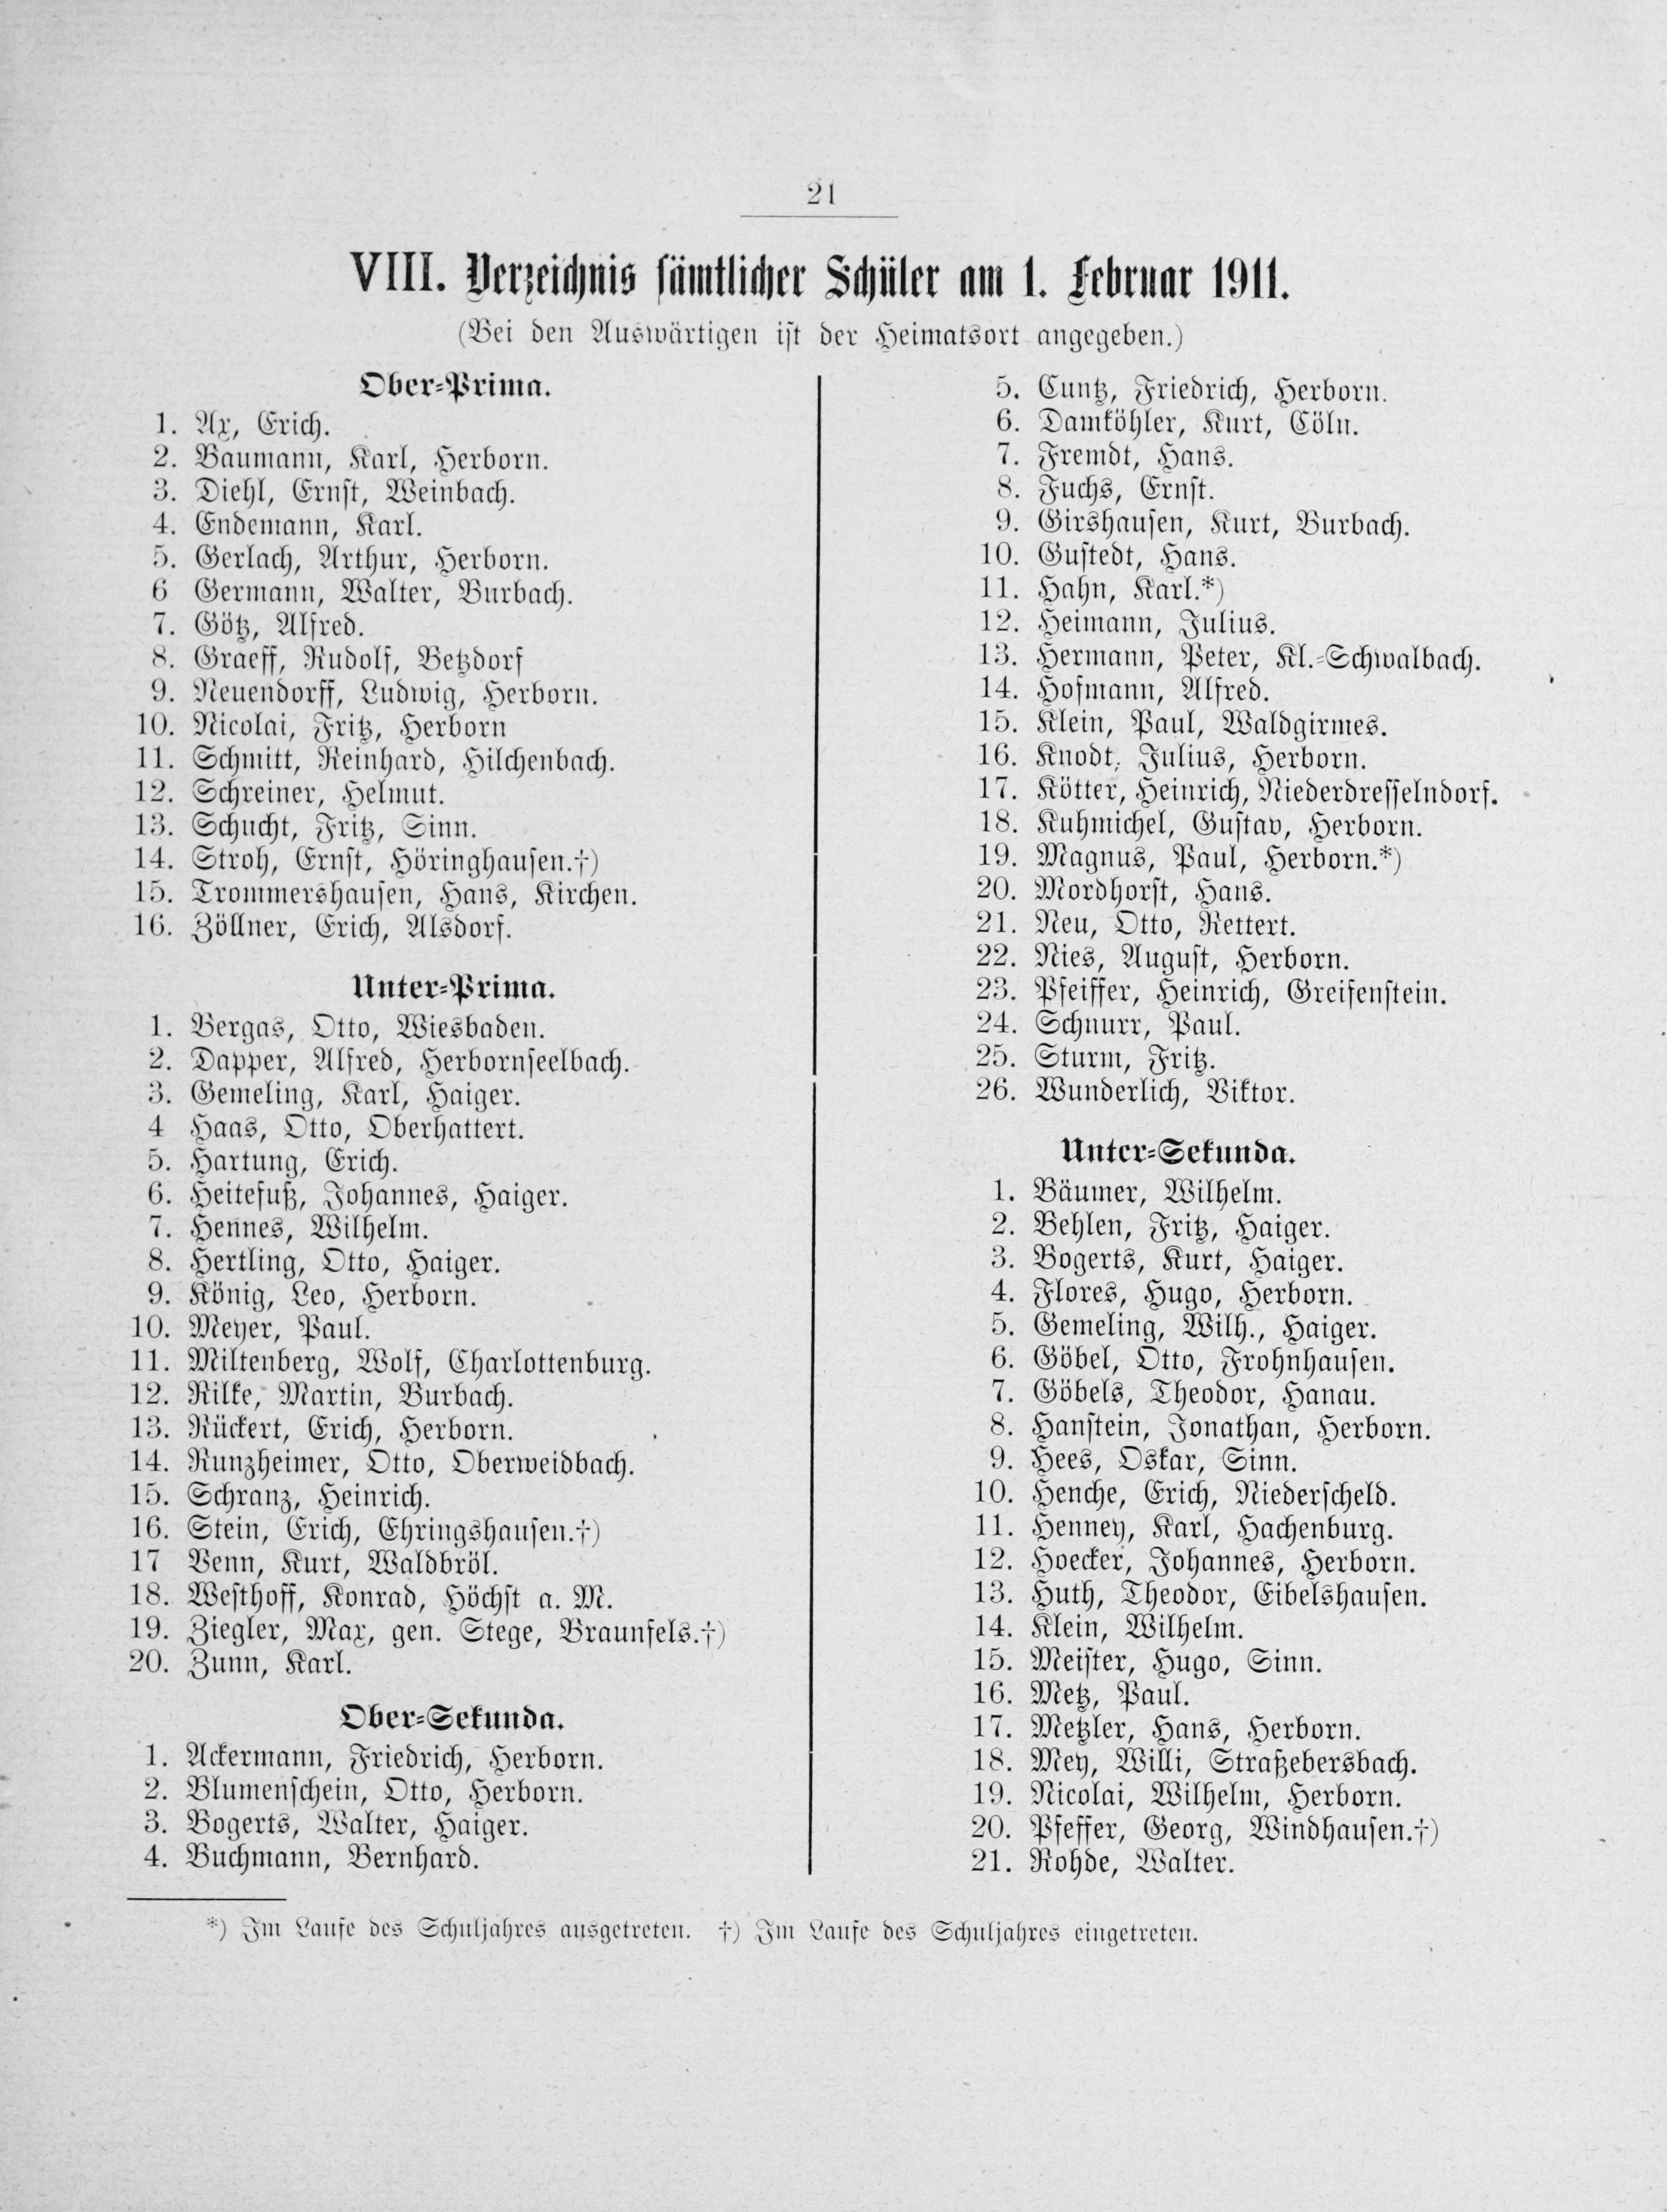 21
VIII. Verzeichnis sämtlicher Schüler am 1. Februar 1911.
(Bei den Auswärtigen ist der Heimatsort angegeben.)
Ober-Prima.
1. Ax, Erich.
2. Baumann, Karl, Herborn.
3. Diehl, Ernst, Weinbach.
4. Endemann, Karl.
5. Gerlach, Arthur, Herborn.
6 Germann, Walter, Burbach.
7. Götz, Alfred.
8. Graeff, Rudolf, Betzdorf
9. Neuendorff, Ludwig, Herborn.
10. Nicolai, Fritz, Herborn
11. Schmitt, Reinhard, Hilchenbach.
12. Schreiner, Helmut.
13. Schucht, Fritz, Sinn.
14. Stroh, Ernst, Höringhausen.†)
15. Trommershausen, Hans, Kirchen.
16. Zöllner, Erich, Alsdorf.
Unter-Prima.
1. Bergas, Otto, Wiesbaden.
2. Dapper, Alfred, Herbornseelbach.
3. Gemeling, Karl, Haiger.
4 Haas, Otto, Oberhattert.
5. Hartung, Erich.
6. Heitefuß, Johannes, Haiger.
7. Hennes, Wilhelm.
8. Hertling, Otto, Haiger.
9. König, Leo, Herborn.
10. Meyer, Paul.
11. Miltenberg, Wolf, Charlottenburg.
12. Rilke, Martin, Burbach.
13. Rückert, Erich, Herborn.
14. Runzheimer, Otto, Oberweidbach.
15. Schranz, Heinrich.
16. Stein, Erich, Ehringshausen.†)
17 Venn, Kurt, Waldbröl.
18. Westhoff, Konrad, Höchst a. M.
19. Ziegler, Max, gen. Stege, Braunfels.†)
20. Zunn, Karl.
Ober-Sekunda.
1. Ackermann, Friedrich, Herborn.
2. Blumenschein, Otto, Herborn.
3. Bogerts, Walter, Haiger.
4. Buchmann, Bernhard.
5. Cuntz, Friedrich, Herborn.
6. Damköhler, Kurt, Cöln.
7. Fremdt, Hans.
8. Fuchs, Ernst.
9. Girshausen, Kurt, Burbach.
10. Gustedt, Hans.
11. Hahn, Karl.*)
12. Heimann, Julius.
13. Hermann, Peter, Kl.-Schwalbach.
14. Hofmann, Alfred.
15. Klein, Paul, Waldgirmes.
16. Knodt, Julius, Herborn.
17. Kötter, Heinrich, Niederdresselndorf.
18. Kuhmichel, Gustav, Herborn.
19. Magnus, Paul, Herborn.*)
20. Mordhorst, Hans.
21. Neu, Otto, Rettert.
22. Nies, August, Herborn.
23. Pfeiffer, Heinrich, Greifenstein.
24. Schnurr, Paul.
25. Sturm, Fritz.
26. Wunderlich, Viktor.
Unter-Sekunda.
1. Bäumer, Wilhelm.
2. Behlen, Fritz, Haiger.
3. Bogerts, Kurt, Haiger.
4. Flores, Hugo, Herborn.
5. Gemeling, Wilh., Haiger.
6. Göbel, Otto, Frohnhausen.
7. Göbels, Theodor, Hanau.
8. Hanstein, Jonathan, Herborn.
9. Hees, Oskar, Sinn.
10. Henche, Erich, Niederscheld.
11. Henney, Karl, Hachenburg.
12. Hoecker, Johannes, Herborn.
13. Huth, Theodor, Eibelshausen.
14. Klein, Wilhelm.
15. Meister, Hugo, Sinn.
16. Metz, Paul.
17. Metzler, Hans, Herborn.
18. Mey, Willi, Straßebersbach.
19. Nicolai, Wilhelm, Herborn.
20. Pfeffer, Georg, Windhausen.†)
21. Rohde, Walter.
*) Im Laufe des Schuljahres ausgetreten. †) Im Laufe des Schuljahres eingetreten.